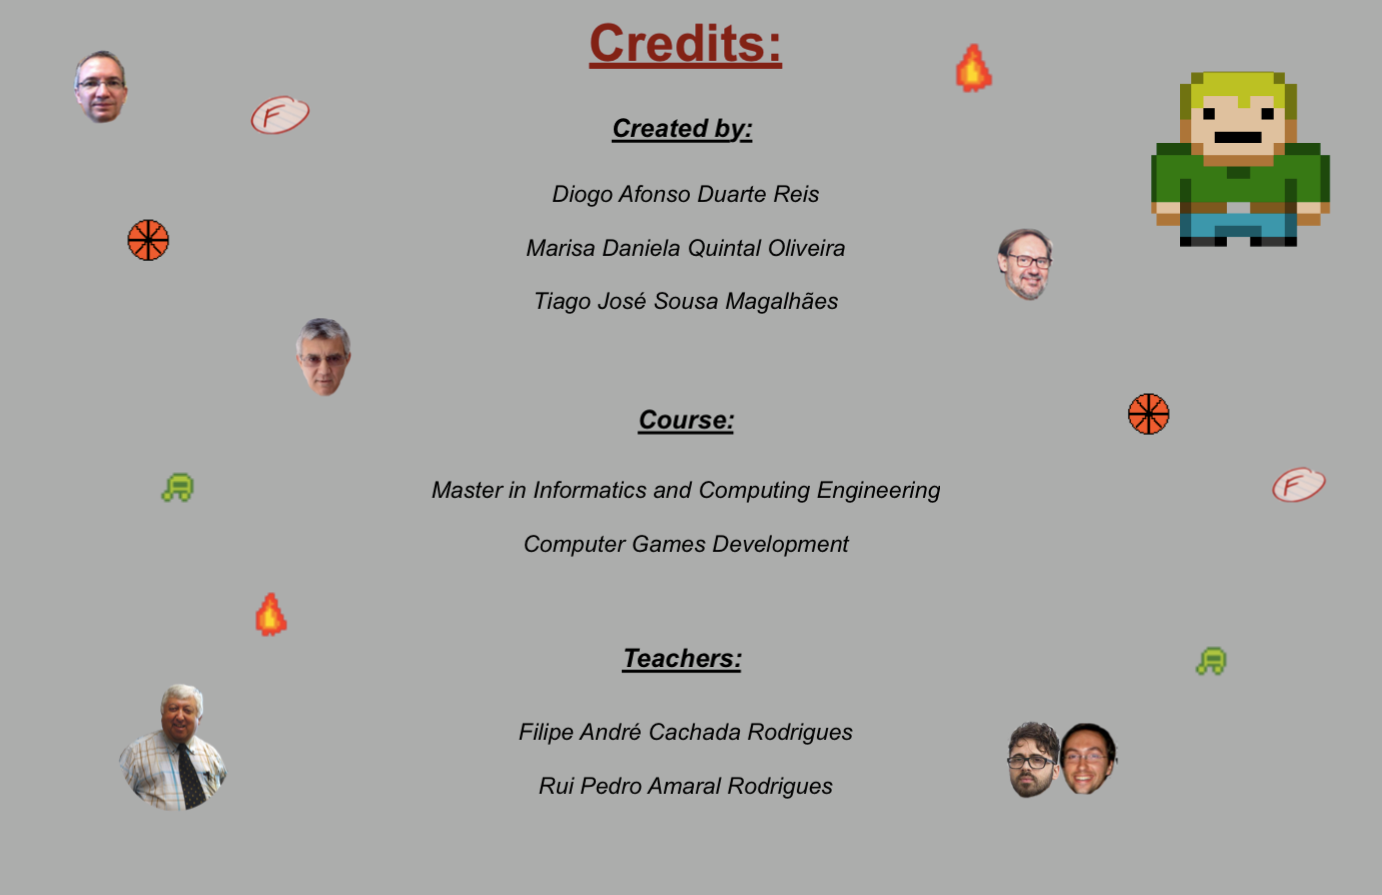 Credits:
Created by:
Diogo Afonso Duarte Reis
Marisa Daniela Quintal Oliveira
Tiago José Sousa Magalhães
Course:
Master in Informatics and Computing Engineering
Computer Games Development
Teachers:
Filipe André Cachada Rodrigues
Rui Pedro Amaral Rodrigues
F
F